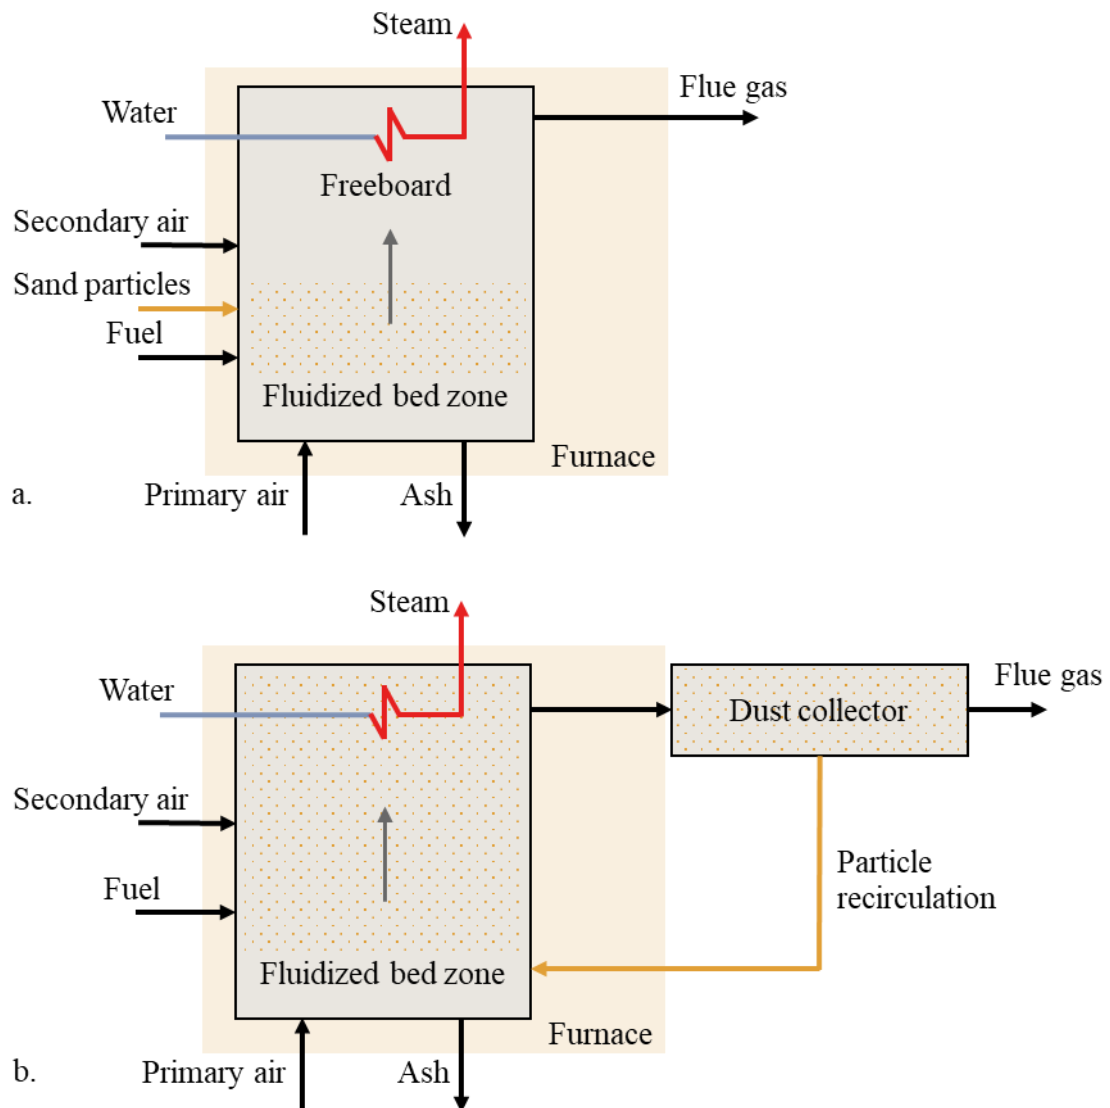 Steam
Flue gas
Water
Freeboard
Secondary air
Sand particles
Fuel
Fluidized bed zone
Furnace
Primary air
Ash
a.
Steam
Flue gas
Water
Dust collector
Secondary air
Particle
recirculation
Fuel
Fluidized bed zone
Furnace
Primary air
Ash
b.